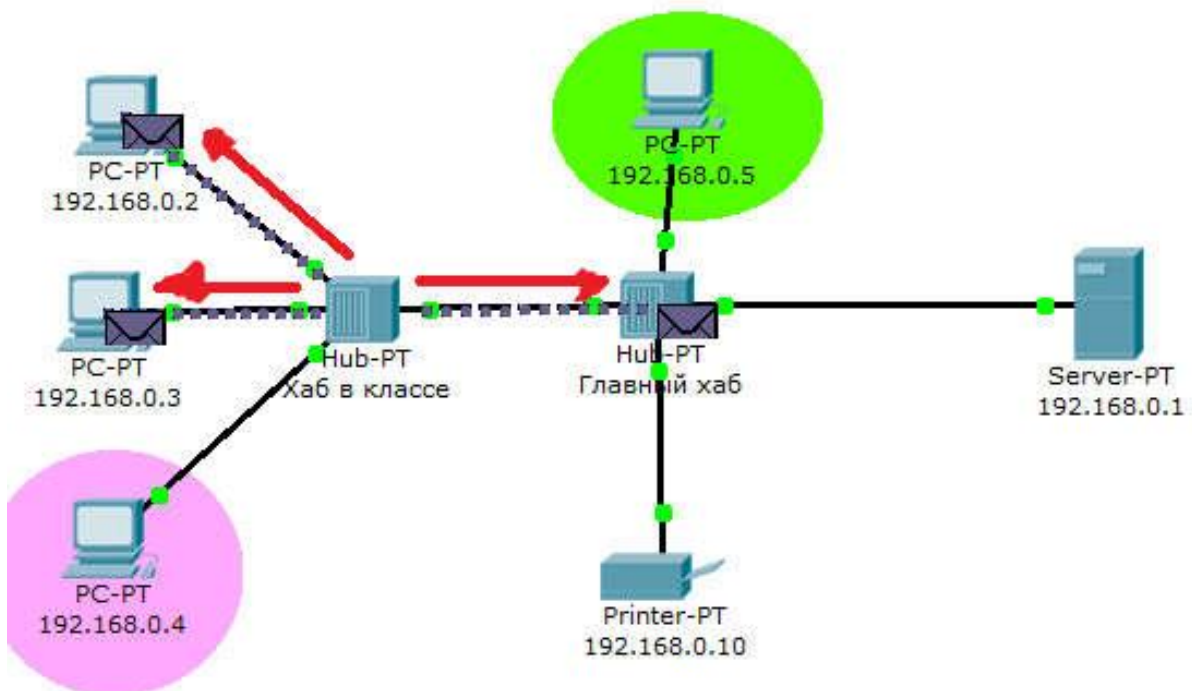 PC-PT
192.168.0.2
PC-PT
192.168.0.5
PC-PT
192.168.0.3
Hub-PT
Хаб в классе
Hub-PT
Главный хаб
Server-PT
192.168.0.1
PC-PT
192.168.0.4
Printer-PT
192.168.0.10